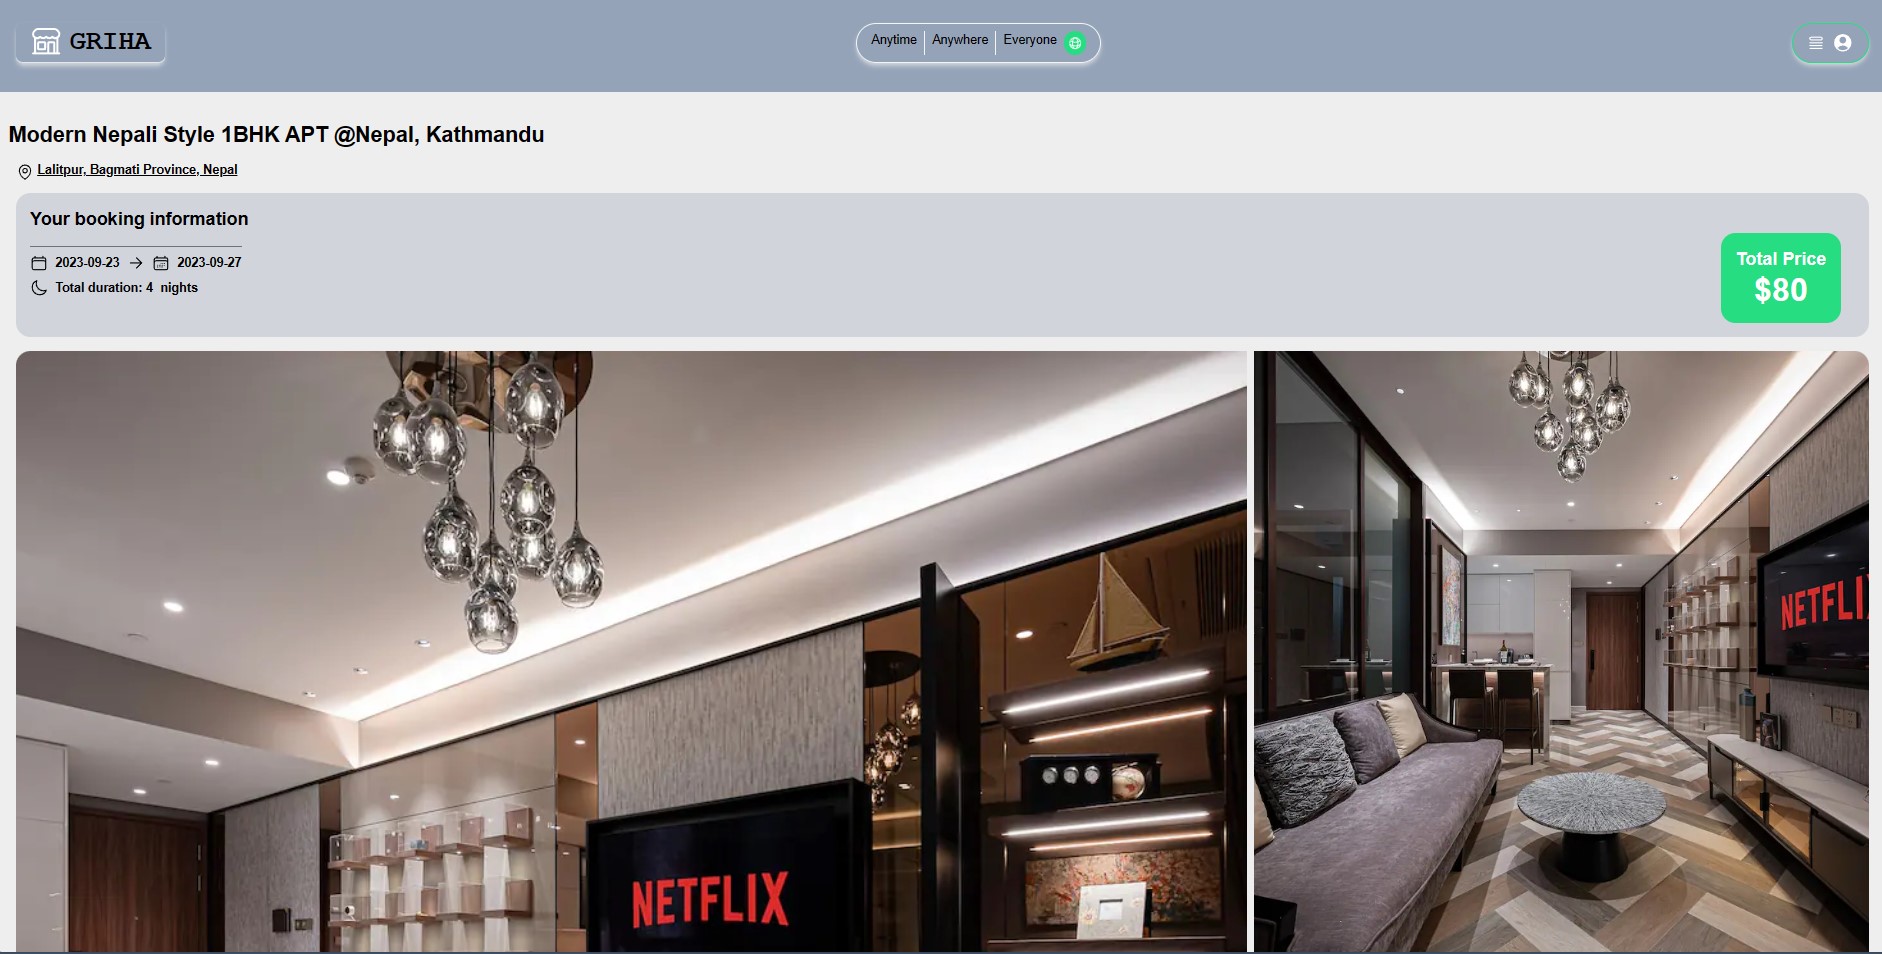 GRIHA
Anytime Anywhere Everyone
Modern Nepali Style 1BHK APT @Nepal, Kathmandu
Lalitpur, Bagmati Province, Nepal
Your booking information
2023-09-23 → 2023-09-27
Total duration: 4 nights
Total Price
$80
NETFLIX
NETFLIX